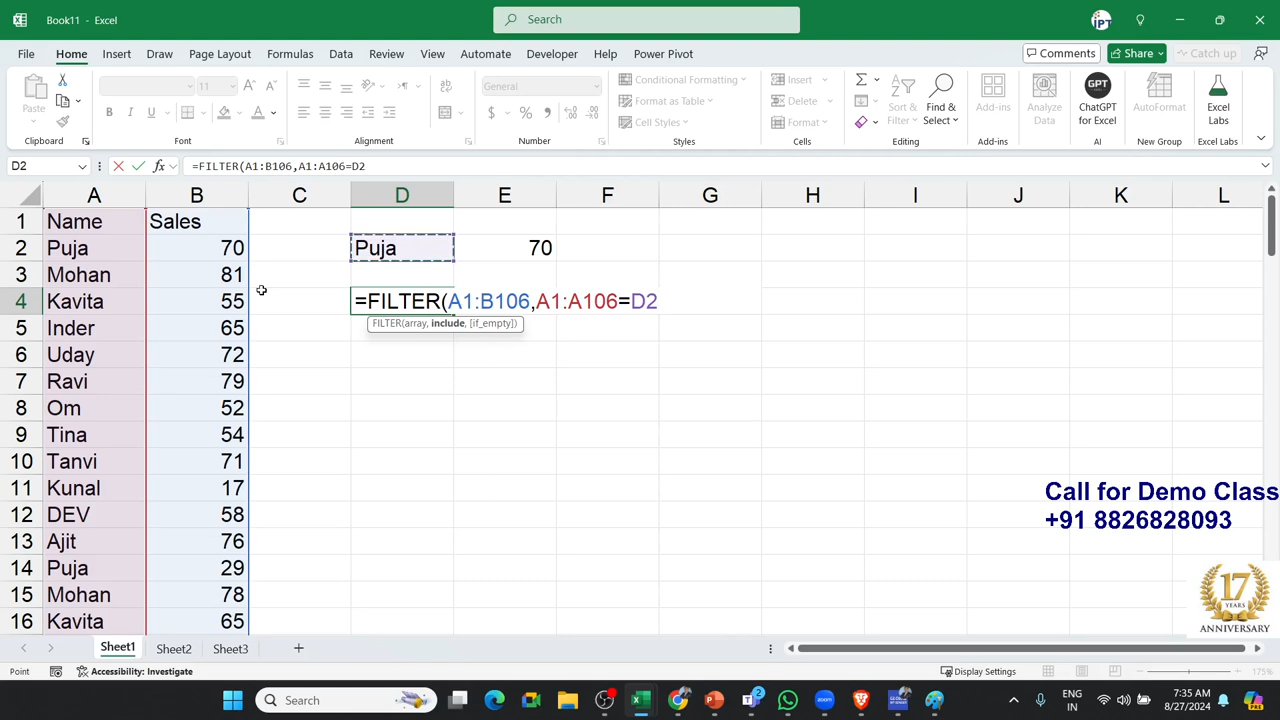 Book11 - Excel
Search
File Home Insert Draw Page Layout Formulas Data Review View Automate Developer Help Power Pivot
Comments Share Catch up
Paste
11
B I U
A
General
$ % ,
Conditional Formatting
Format as Table
Cell Styles
Insert
Delete
Format
Sort & Filter
Find & Select
Add-ins
Analyze Data
GPT
ChatGPT for Excel
AutoFormat
Excel Labs
Clipboard Font Alignment Number Styles Cells Editing Add-ins AI New Group Excel Labs
D2 fx =FILTER(A1:B106,A1:A106=D2
A B C D E F G H I J K L
1 Name Sales
2 Puja 70 Puja 70
3 Mohan 81
4 Kavita 55 =FILTER(A1:B106,A1:A106=D2
5 Inder 65 FILTER(array, include, [if_empty])
6 Uday 72
7 Ravi 79
8 Om 52
9 Tina 54
10 Tanvi 71
11 Kunal 17
12 DEV 58
13 Ajit 76
14 Puja 29
15 Mohan 78
16 Kavita 65
Call for Demo Class
+91 8826828093
17
YEARS
ANNIVERSARY
Sheet1 Sheet2 Sheet3
Point Accessibility: Investigate Display Settings 175%
Search
2
ENG
IN
7:35 AM
8/27/2024